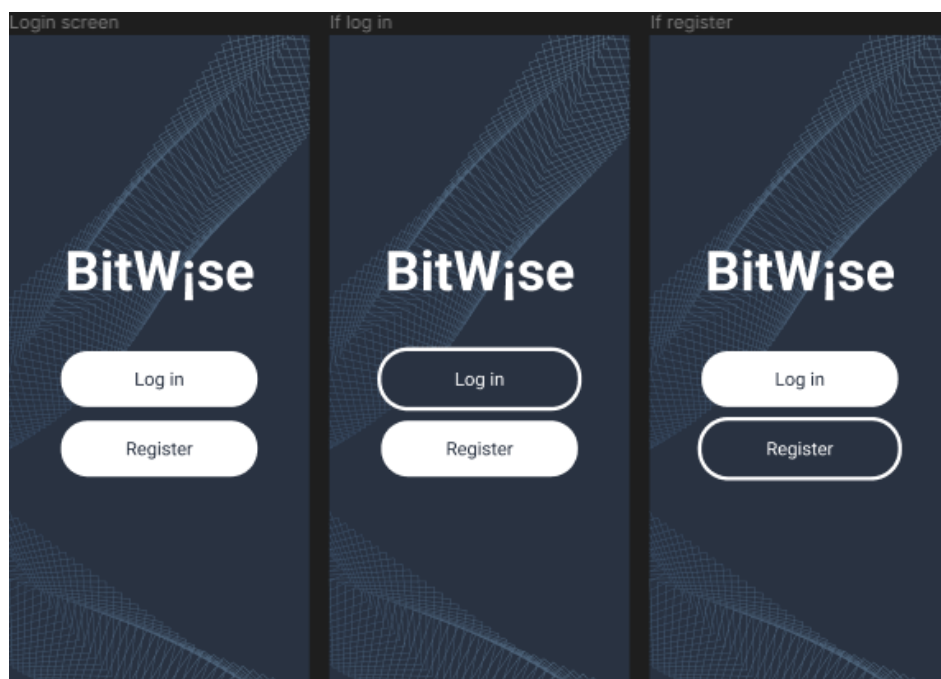 Login screen
If log in
If register
BitW¡se
BitW¡se
BitW¡se
Log in
Log in
Log in
Register
Register
Register